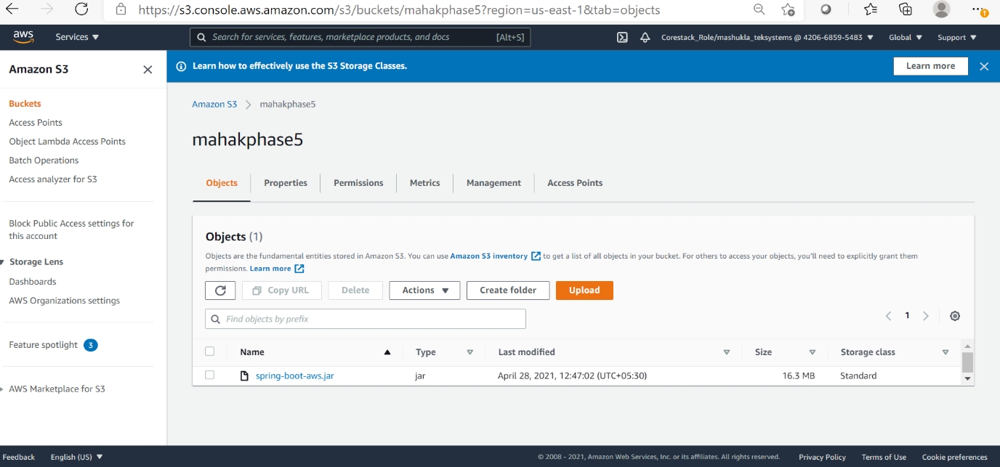 https://s3.console.aws.amazon.com/s3/buckets/mahakphase5?region=us-east-1&tab=objects
aws Services Search for services, features, marketplace products, and docs [Alt+S] Corestack_Role/mashukla_teksystems @ 4206-6859-5483 Global Support
Amazon S3
Learn how to effectively use the S3 Storage Classes. Learn more
Buckets
Access Points
Object Lambda Access Points
Batch Operations
Access analyzer for S3
Block Public Access settings for
this account
Storage Lens
Dashboards
AWS Organizations settings
Feature spotlight 3
AWS Marketplace for S3
Amazon S3 mahakphase5
mahakphase5
Objects Properties Permissions Metrics Management Access Points
Objects (1)
Objects are the fundamental entities stored in Amazon S3. You can use Amazon S3 inventory to get a list of all objects in your bucket. For others to access your objects, you'll need to explicitly grant them
permissions. Learn more
Copy URL Delete Actions Create folder Upload
Find objects by prefix 1
Name Type Last modified Size Storage class
spring-boot-aws.jar jar April 28, 2021, 12:47:02 (UTC+05:30) 16.3 MB Standard
Feedback English (US) © 2008 - 2021, Amazon Web Services, Inc. or its affiliates. All rights reserved. Privacy Policy Terms of Use Cookie preferences